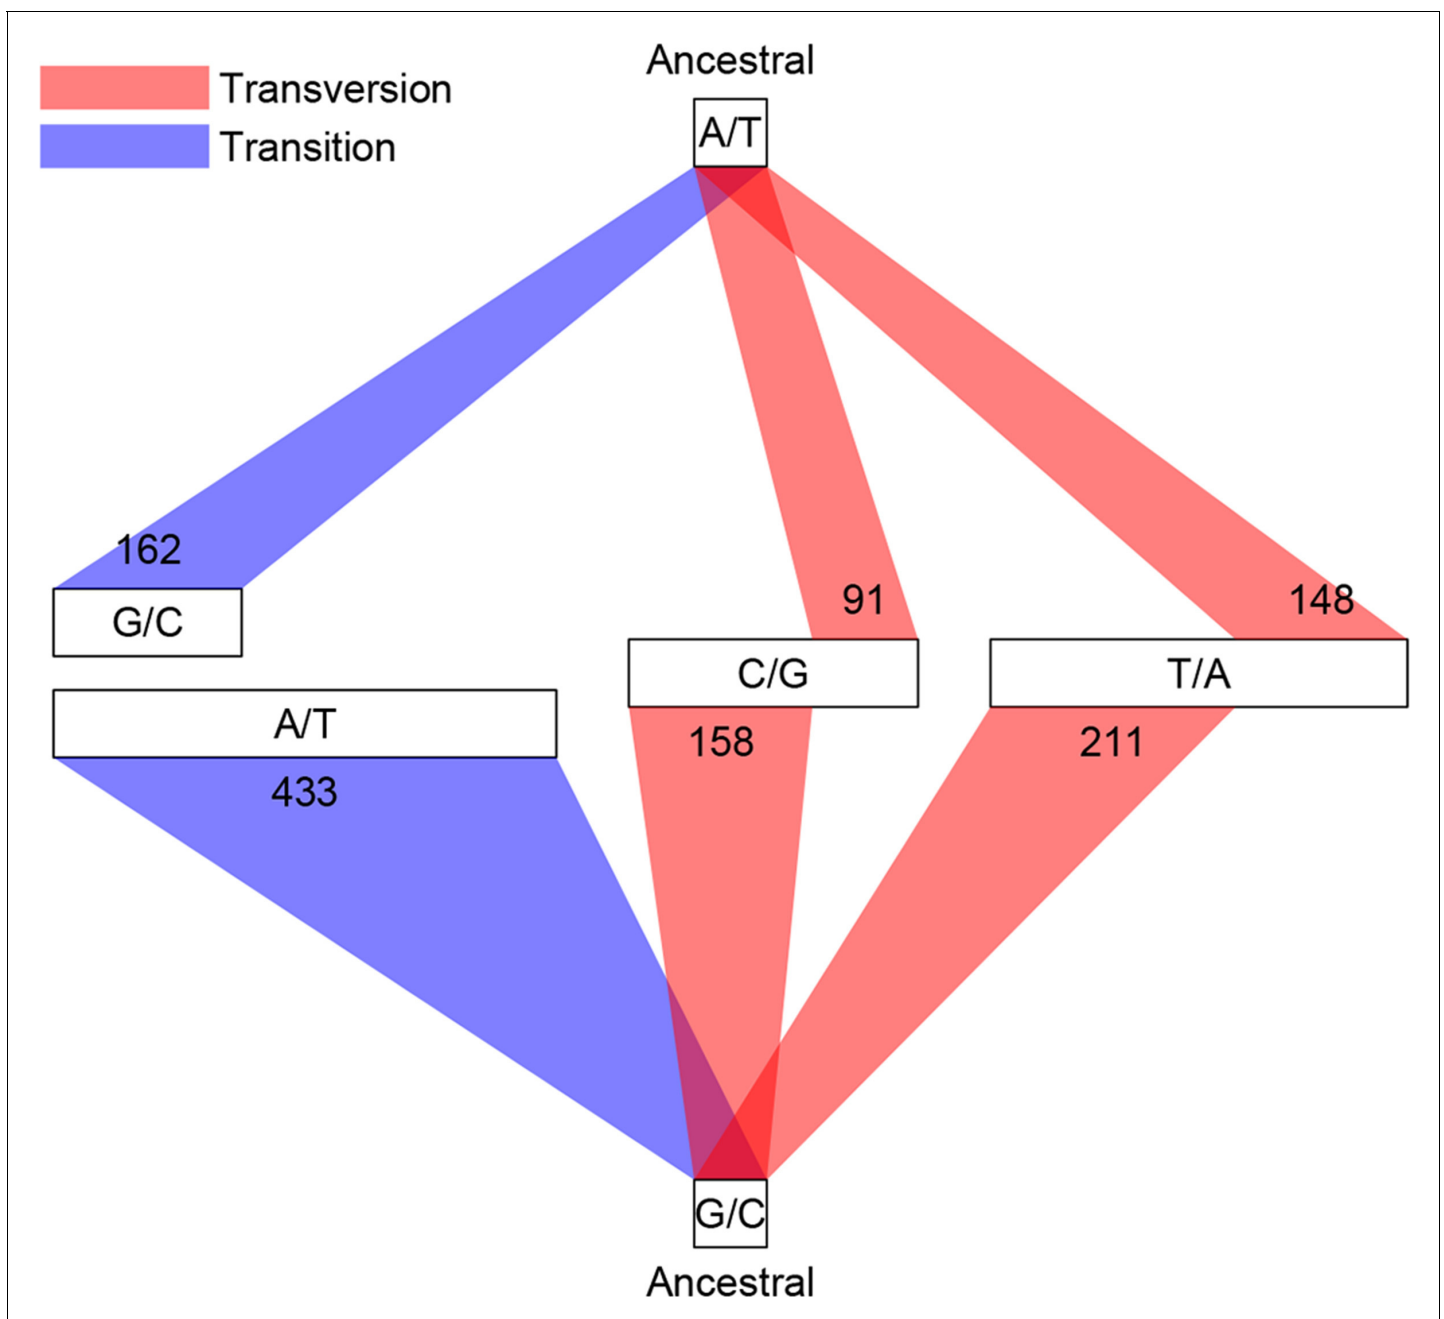 Ancestral
Transversion
A/T
Transition
162
91
148
G/C
C/G
T/A
A/T
158
211
433
G/C
Ancestral